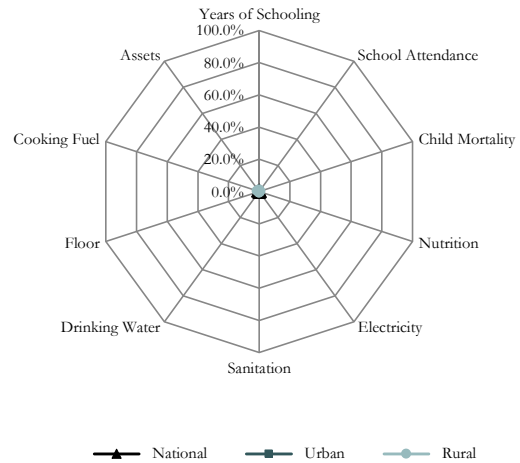 Years of Schooling
100.0%
Assets
School Attendance
80.0%
60.0%
Cooking Fuel
40.0%
Child Mortality
20.0%
0.0%
Floor
Nutrition
Drinking Water
Electricity
Sanitation
National Urban Rural